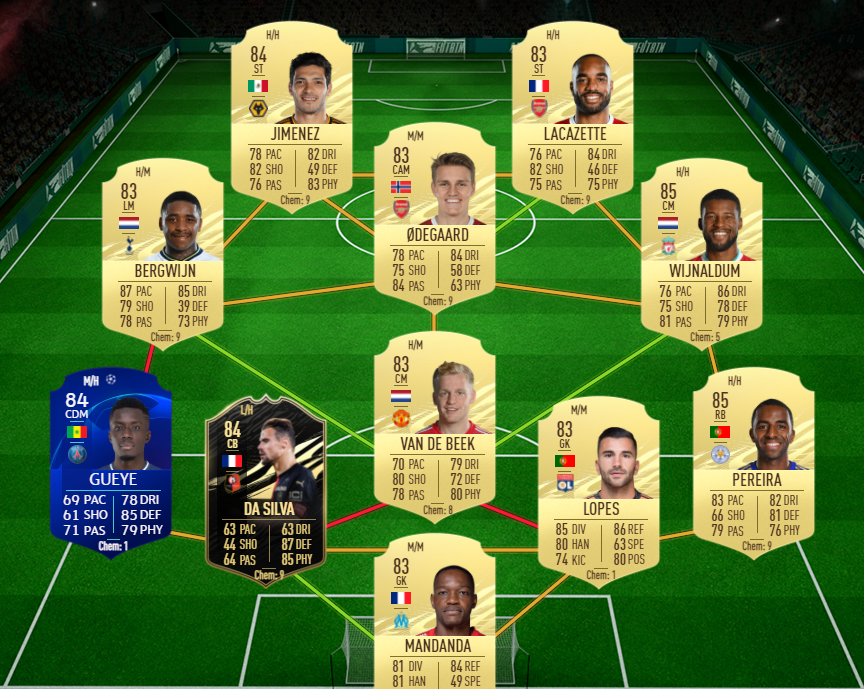 H/H
84
ST
JIMENEZ
78 PAC 82 DRI
82 SHO 49 DEF
76 PAS 83 PHY
Chem: 9
H/H
83
ST
LACAZETTE
76 PAC 84 DRI
82 SHO 46 DEF
75 PAS 75 PHY
Chem: 9
M/M
83
CAM
ØDEGAARD
78 PAC 84 DRI
75 SHO 58 DEF
84 PAS 63 PHY
Chem: 9
H/M
83
LM
BERGWIJN
87 PAC 85 DRI
79 SHO 39 DEF
78 PAS 73 PHY
Chem: 9
H/H
85
CM
WIJNALDUM
76 PAC 86 DRI
75 SHO 78 DEF
81 PAS 79 PHY
Chem: 5
H/M
83
CM
VAN DE BEEK
70 PAC 79 DRI
80 SHO 72 DEF
78 PAS 80 PHY
Chem: 8
M/H
84
CDM
GUEYE
69 PAC 78 DRI
61 SHO 85 DEF
71 PAS 79 PHY
Chem: 1
L/H
84
CB
DA SILVA
63 PAC 63 DRI
44 SHO 87 DEF
64 PAS 85 PHY
Chem: 9
M/M
83
GK
LOPES
85 DIV 86 REF
80 HAN 63 SPE
74 KIC 80 POS
Chem: 1
H/H
85
RB
PEREIRA
83 PAC 82 DRI
66 SHO 81 DEF
79 PAS 76 PHY
Chem: 9
M/M
83
GK
MANDANDA
81 DIV 84 REF
81 HAN 49 SPE